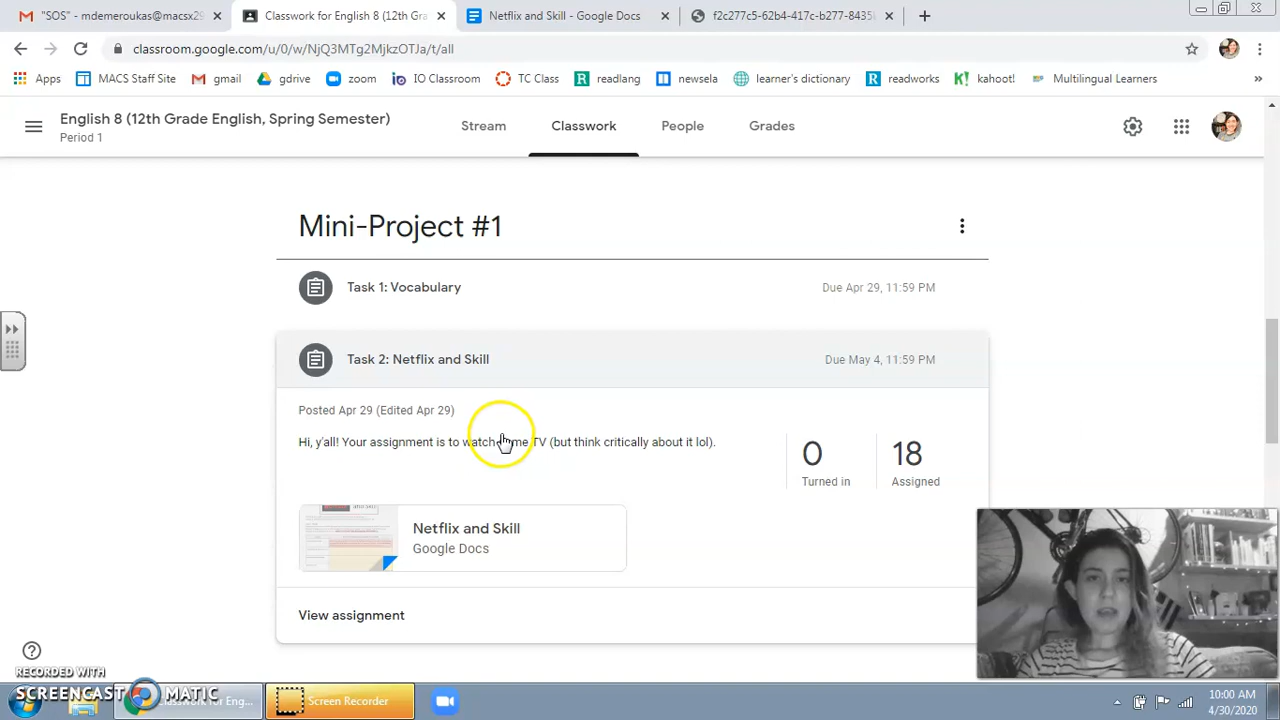 "SOS" - mdemeroukas@macsx2
Classwork for English 8 (12th Gra
Netflix and Skill - Google Docs
f2c277c5-62b4-417c-b277-8435
classroom.google.com/u/0/w/NjQ3MTg2MjkzOTJa/t/all
Apps MACS Staff Site gmail gdrive zoom IO Classroom TC Class readlang newsela learner's dictionary readworks kahoot! Multilingual Learners »
English 8 (12th Grade English, Spring Semester)
Period 1
Stream Classwork People Grades
Mini-Project #1
Task 1: Vocabulary Due Apr 29, 11:59 PM
Task 2: Netflix and Skill Due May 4, 11:59 PM
Posted Apr 29 (Edited Apr 29)
Hi, y'all! Your assignment is to watch some TV (but think critically about it lol).
0 18
Turned in Assigned
Netflix and Skill
Google Docs
View assignment
RECORDED WITH
SCREENCAST MATIC
Classwork for Eng...
Screen Recorder
10:00 AM
4/30/2020